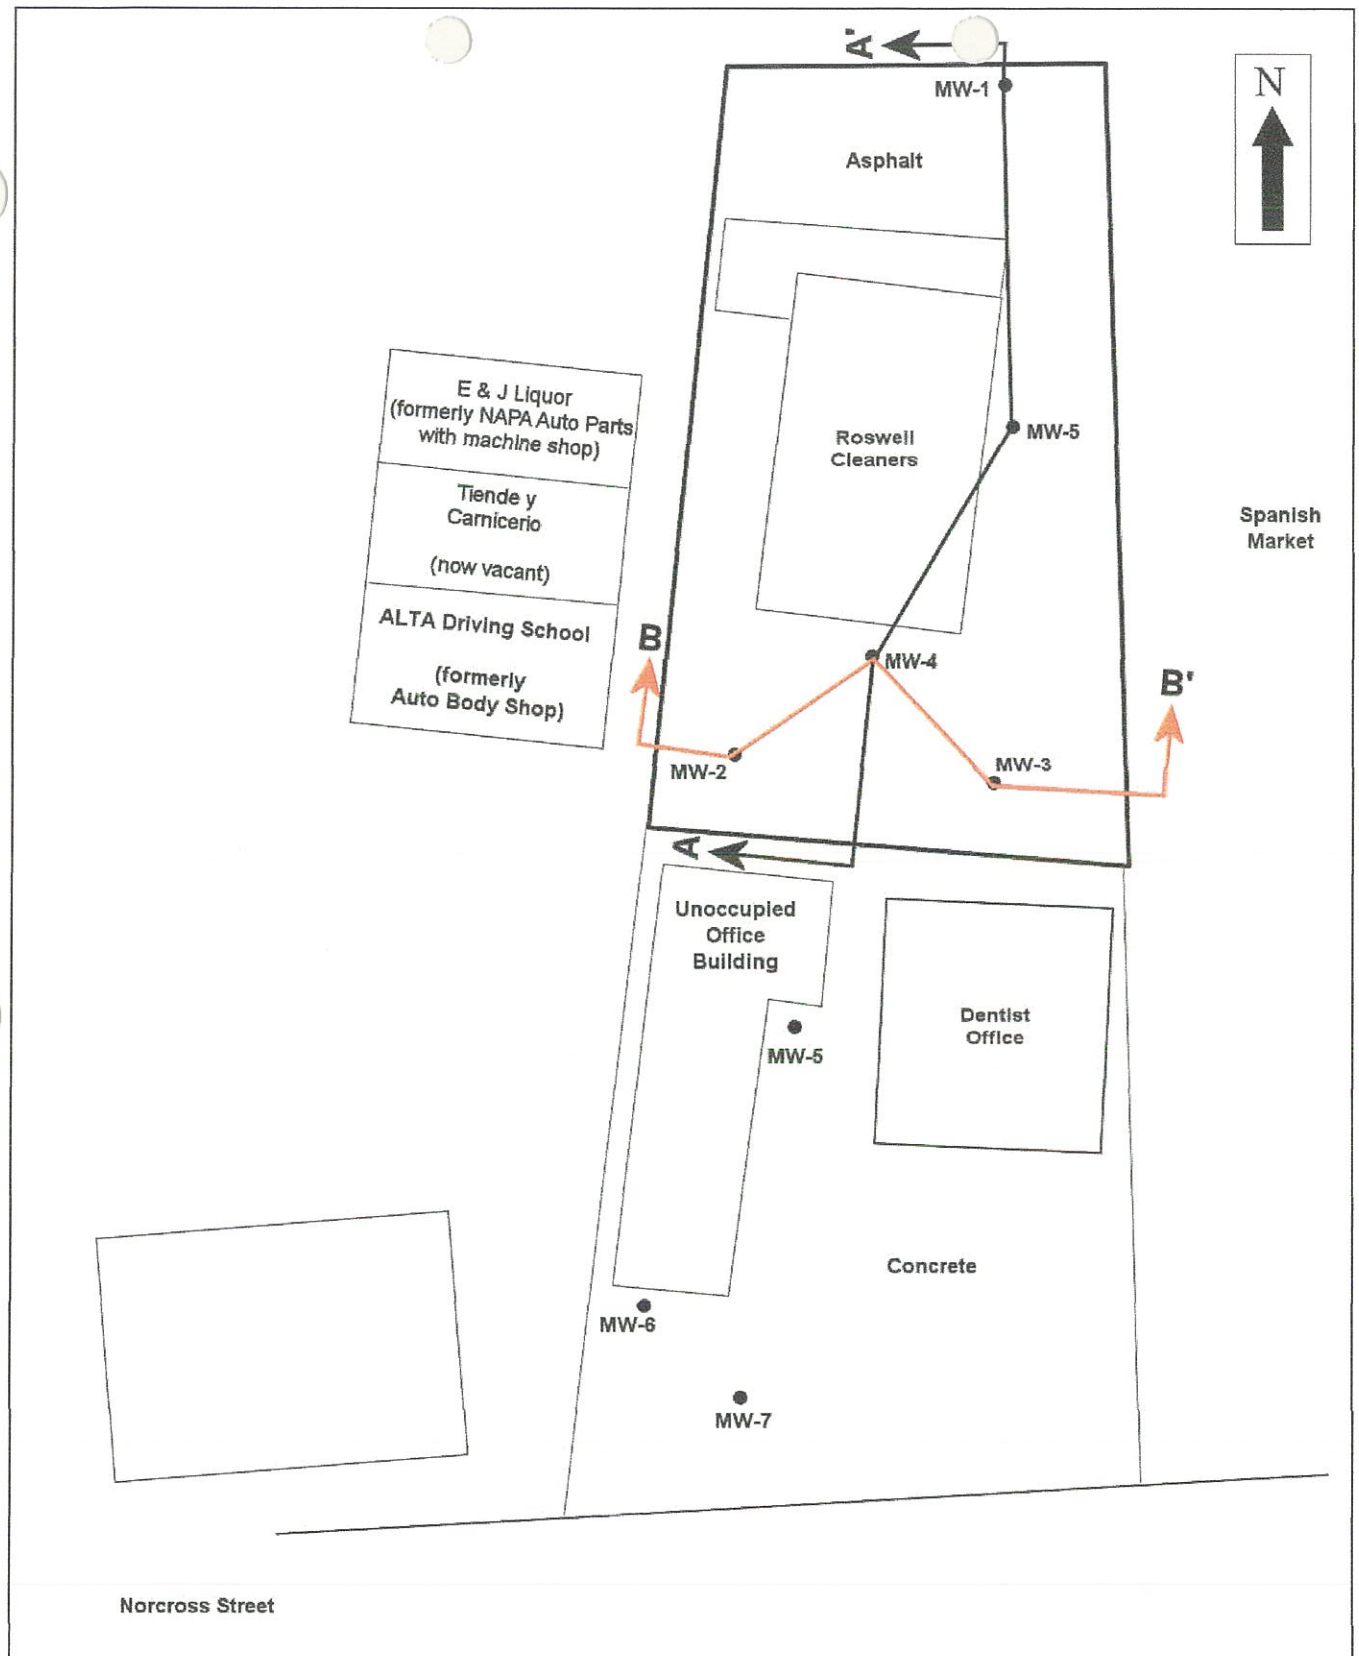 A'
N
MW-1
Asphalt
E & J Liquor
(formerly NAPA Auto Parts
with machine shop)
Roswell
Cleaners
MW-5
Tiende y
Carnicerio
(now vacant)
Spanish
Market
ALTA Driving School
(formerly
Auto Body Shop)
B
MW-4
B'
MW-2
MW-3
A
Unoccupied
Office
Building
Dentist
Office
MW-5
Concrete
MW-6
MW-7
Norcross Street